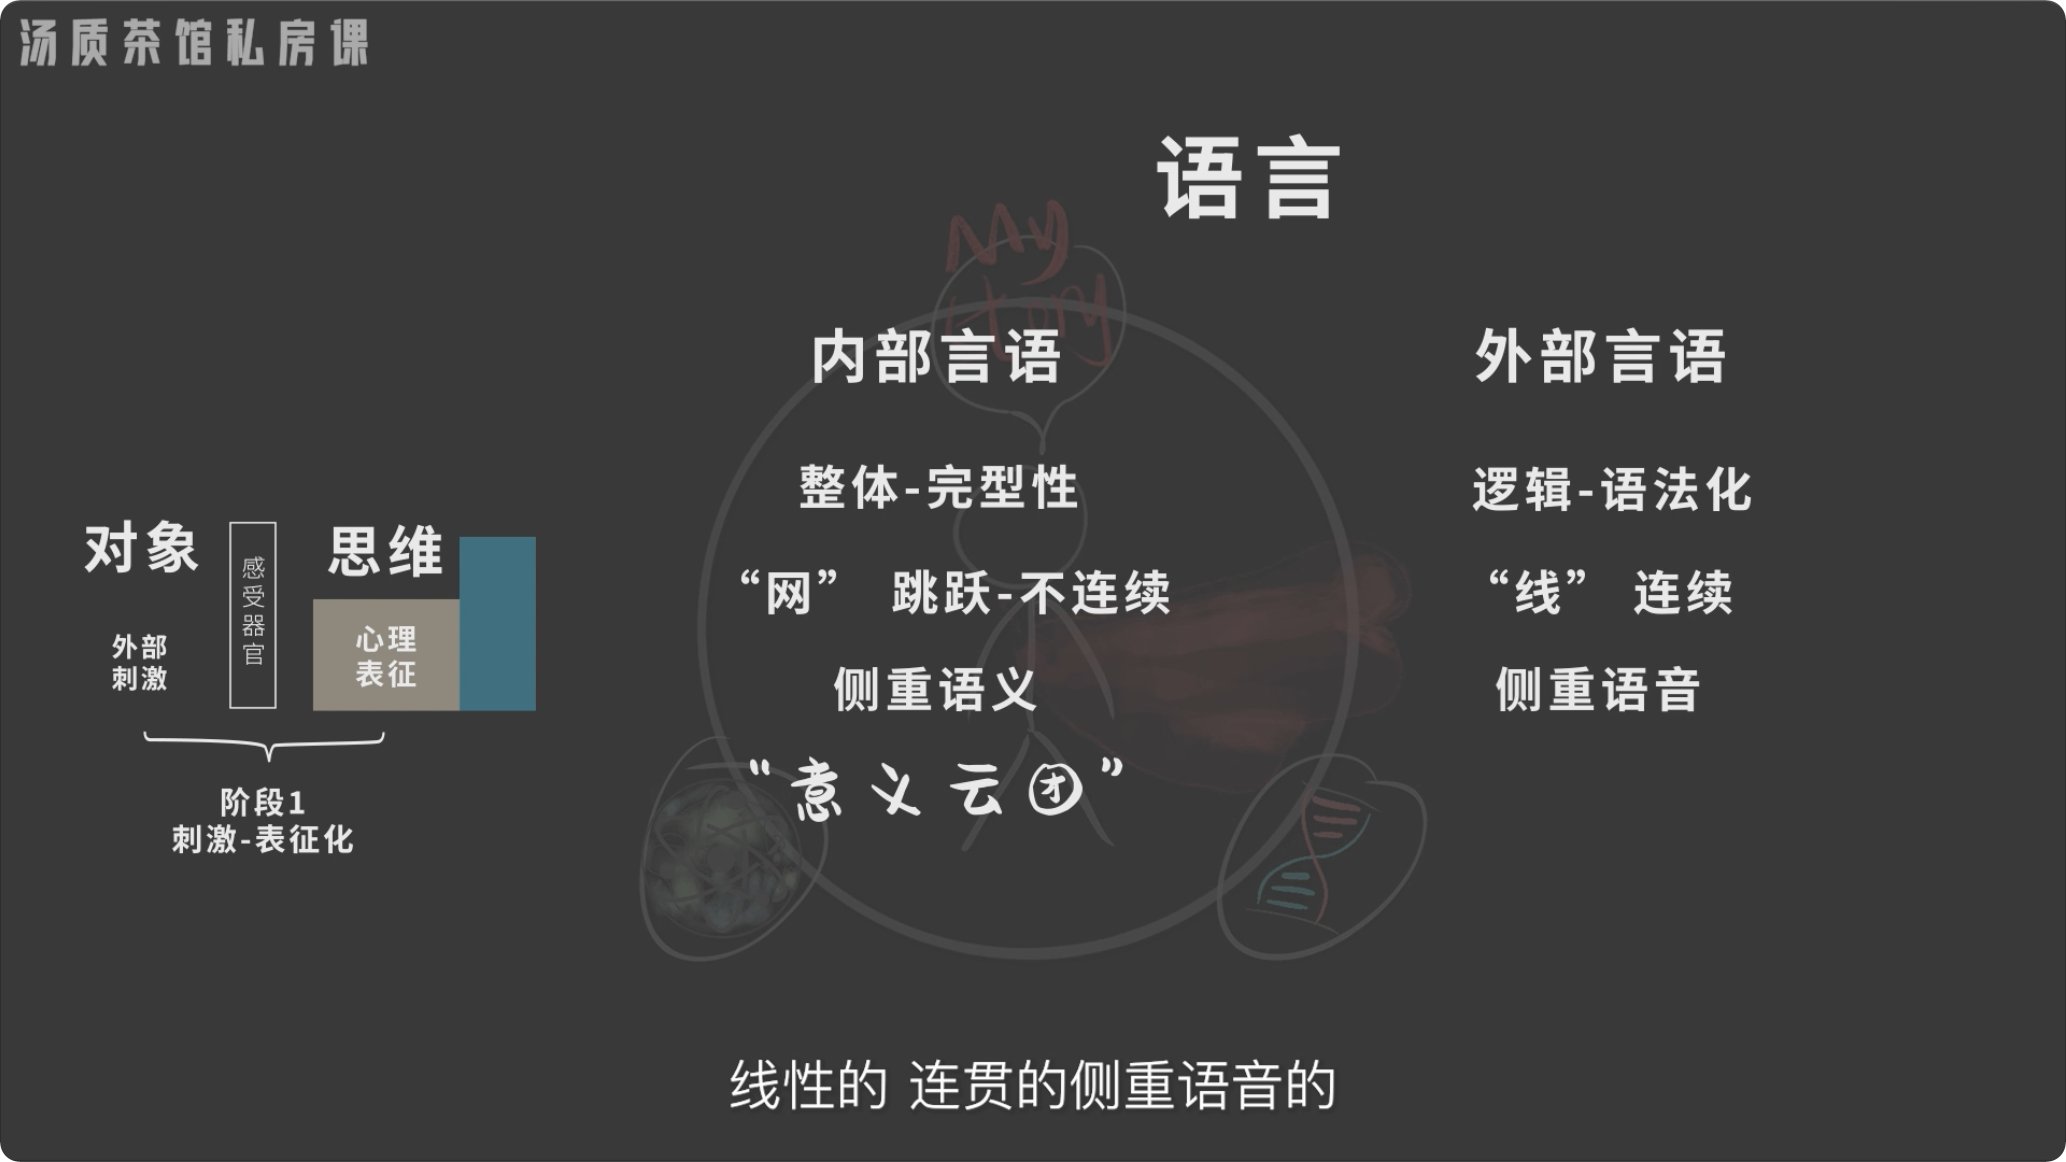 汤质茶馆私房课
语言
My
story
内部言语
外部言语
整体-完型性
逻辑-语法化
“网” 跳跃-不连续
“线” 连续
侧重语义
侧重语音
“意义云团”
对象
感受器官
思维
外部
刺激
心理
表征
阶段1
刺激-表征化
线性的 连贯的侧重语音的